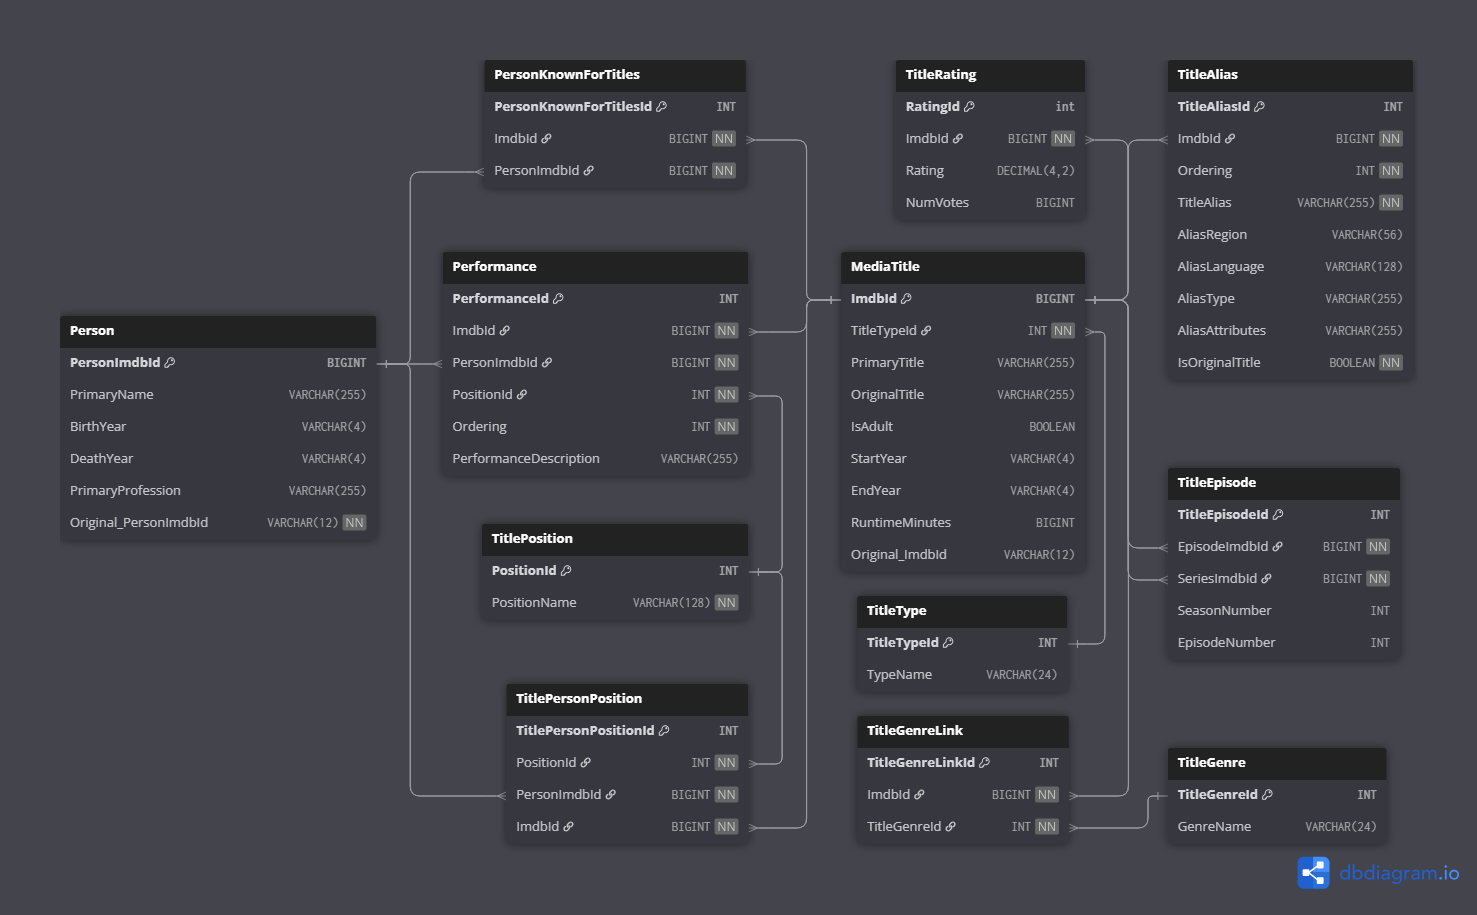 PersonKnownForTitles
PersonKnownForTitlesId INT
ImdbId BIGINT NN
PersonImdbId BIGINT NN
TitleRating
RatingId int
ImdbId BIGINT NN
Rating DECIMAL(4,2)
NumVotes BIGINT
TitleAlias
TitleAliasId INT
ImdbId BIGINT NN
Ordering INT NN
TitleAlias VARCHAR(255) NN
AliasRegion VARCHAR(56)
AliasLanguage VARCHAR(128)
AliasType VARCHAR(255)
AliasAttributes VARCHAR(255)
IsOriginalTitle BOOLEAN NN
Performance
PerformanceId INT
ImdbId BIGINT NN
PersonImdbId BIGINT NN
PositionId INT NN
Ordering INT NN
PerformanceDescription VARCHAR(255)
MediaTitle
ImdbId BIGINT
TitleTypeId INT NN
PrimaryTitle VARCHAR(255)
OriginalTitle VARCHAR(255)
IsAdult BOOLEAN
StartYear VARCHAR(4)
EndYear VARCHAR(4)
RuntimeMinutes BIGINT
Original_ImdbId VARCHAR(12)
Person
PersonImdbId BIGINT
PrimaryName VARCHAR(255)
BirthYear VARCHAR(4)
DeathYear VARCHAR(4)
PrimaryProfession VARCHAR(255)
Original_PersonImdbId VARCHAR(12) NN
TitleEpisode
TitleEpisodeId INT
EpisodeImdbId BIGINT NN
SeriesImdbId BIGINT NN
SeasonNumber INT
EpisodeNumber INT
TitlePosition
PositionId INT
PositionName VARCHAR(128) NN
TitleType
TitleTypeId INT
TypeName VARCHAR(24)
TitlePersonPosition
TitlePersonPositionId INT
PositionId INT NN
PersonImdbId BIGINT NN
ImdbId BIGINT NN
TitleGenreLink
TitleGenreLinkId INT
ImdbId BIGINT NN
TitleGenreId INT NN
TitleGenre
TitleGenreId INT
GenreName VARCHAR(24)
dbdiagram.io